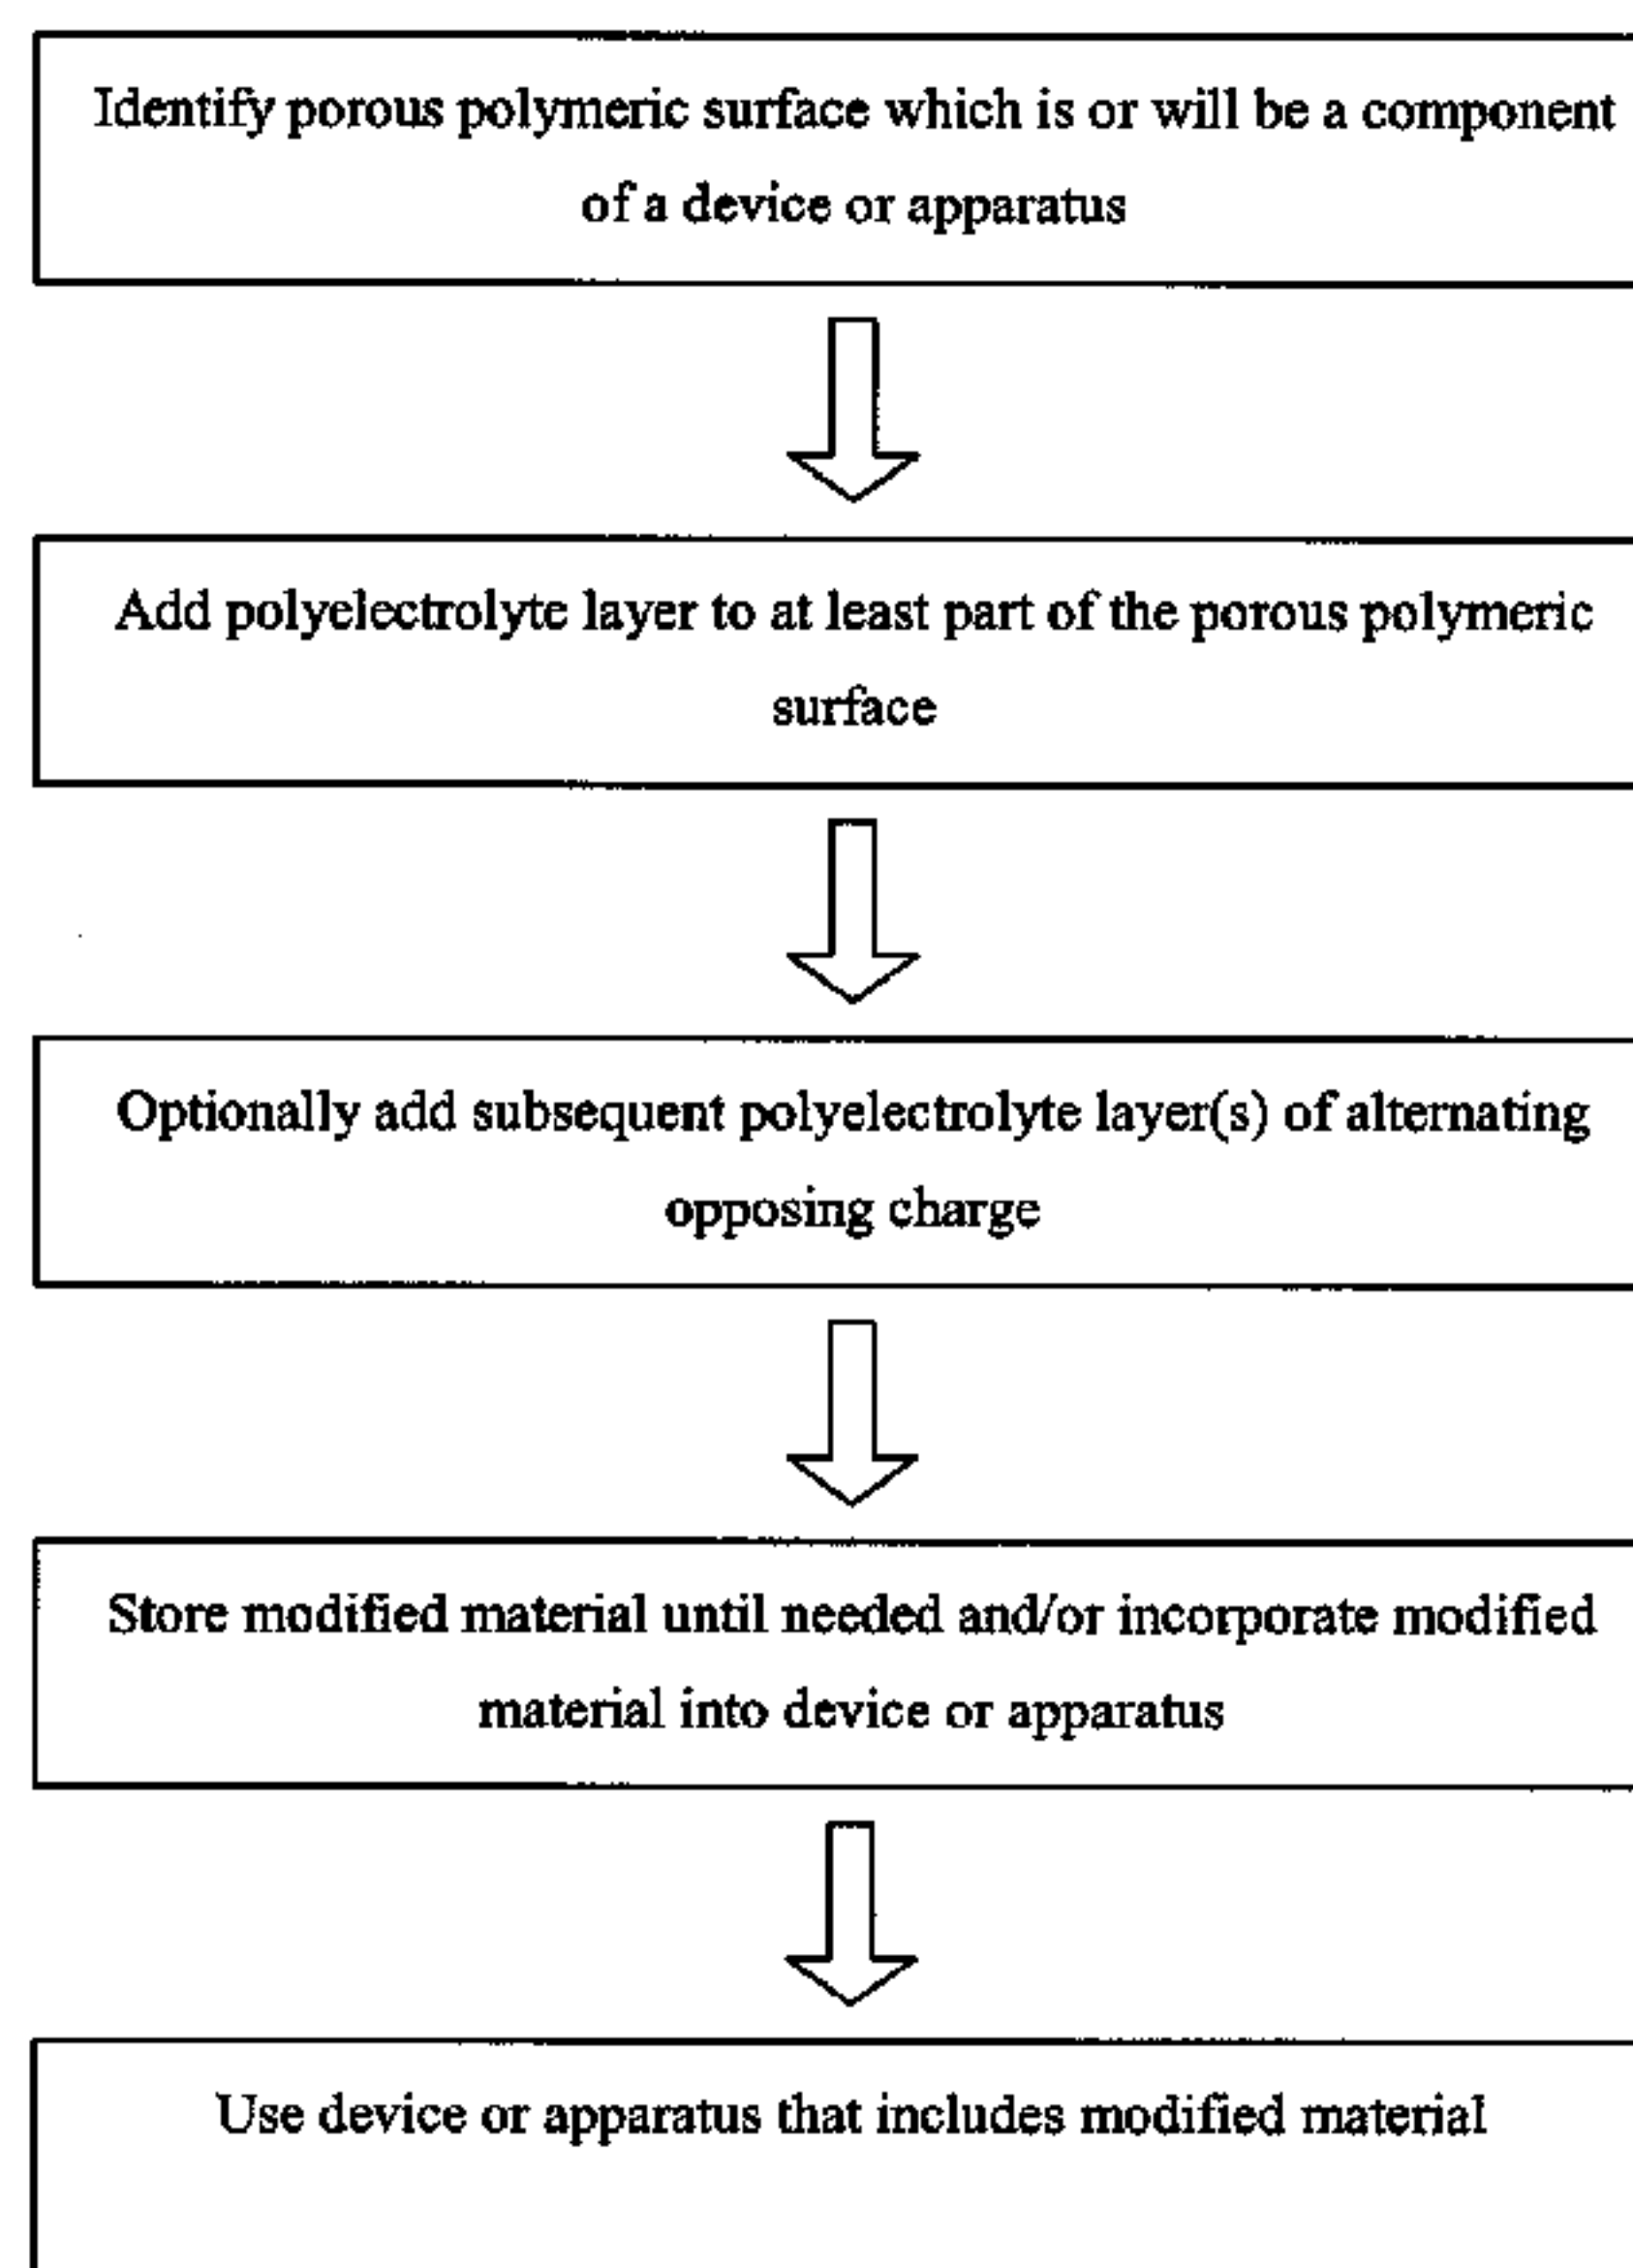 Identify porous polymeric surface which is or will be a component
of a device or apparatus
Add polyelectrolyte layer to at least part of the porous polymeric
surface
Optionally add subsequent polyelectrolyte layer(s) of alternating
opposing charge
Store modified material until needed and/or incorporate modified
material into device or apparatus
Use device or apparatus that includes modified material